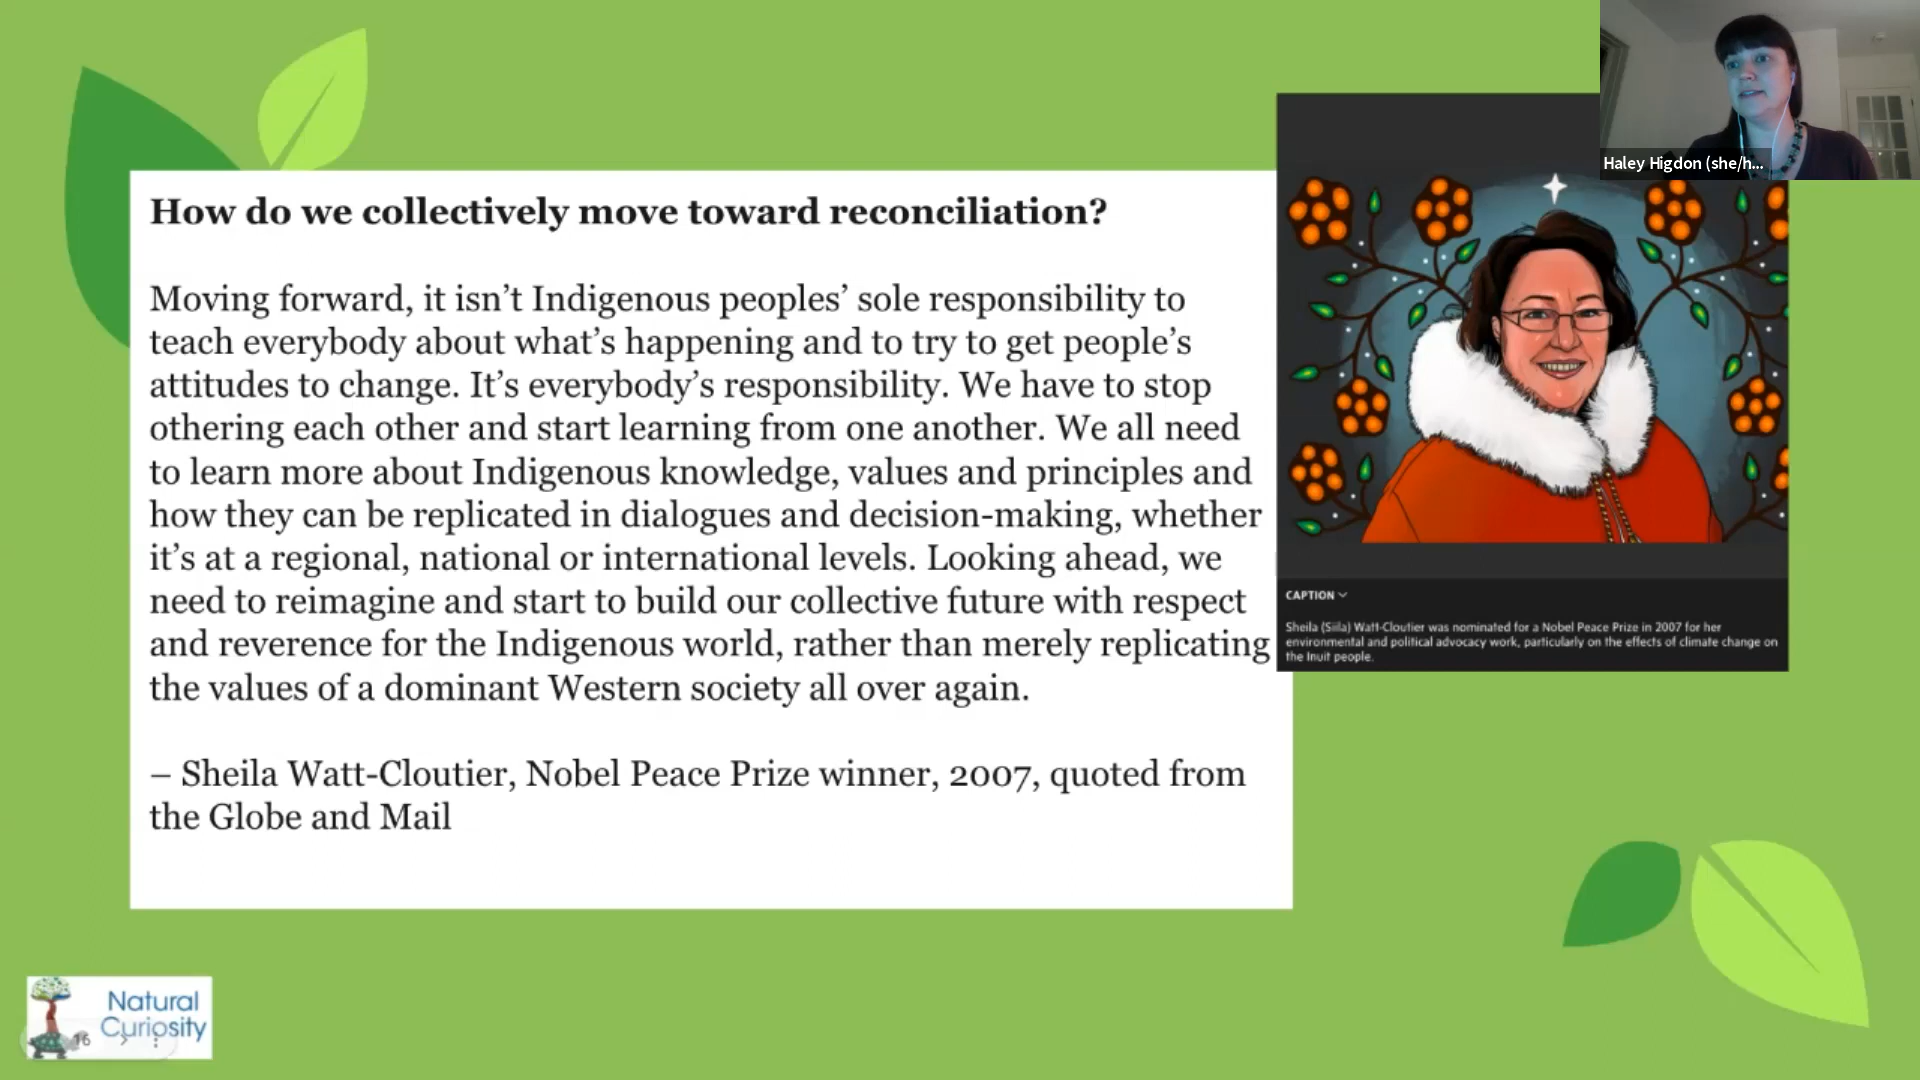 Haley Higdon (she/h...
How do we collectively move toward reconciliation?
Moving forward, it isn't Indigenous peoples' sole responsibility to
teach everybody about what's happening and to try to get people's
attitudes to change. It's everybody's responsibility. We have to stop
othering each other and start learning from one another. We all need
to learn more about Indigenous knowledge, values and principles and
how they can be replicated in dialogues and decision-making, whether
it's at a regional, national or international levels. Looking ahead, we
need to reimagine and start to build our collective future with respect
and reverence for the Indigenous world, rather than merely replicating
the values of a dominant Western society all over again.
– Sheila Watt-Cloutier, Nobel Peace Prize winner, 2007, quoted from
the Globe and Mail
CAPTION
Sheila (Siila) Watt-Cloutier was nominated for a Nobel Peace Prize in 2007 for her
environmental and political advocacy work, particularly on the effects of climate change on
the Inuit people.
Natural
Curiosity
16